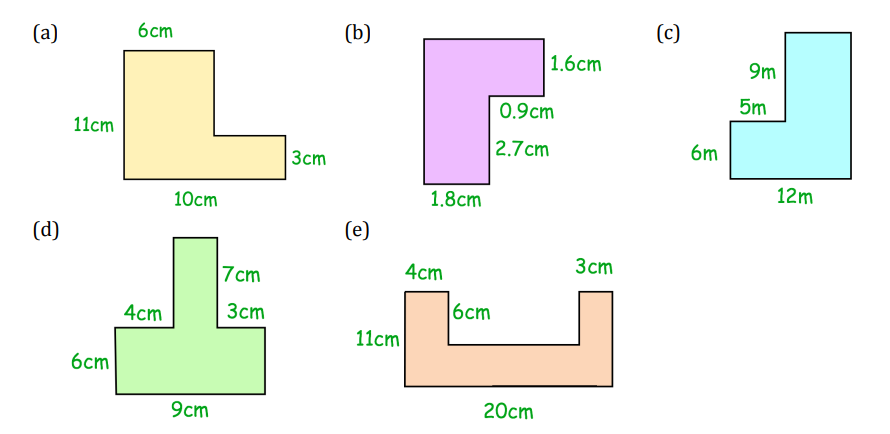 (a)
6cm
11cm
3cm
10cm
(b)
1.6cm
0.9cm
2.7cm
1.8cm
(c)
9m
5m
6m
12m
(d)
7cm
4cm
3cm
6cm
9cm
(e)
4cm
3cm
6cm
11cm
20cm